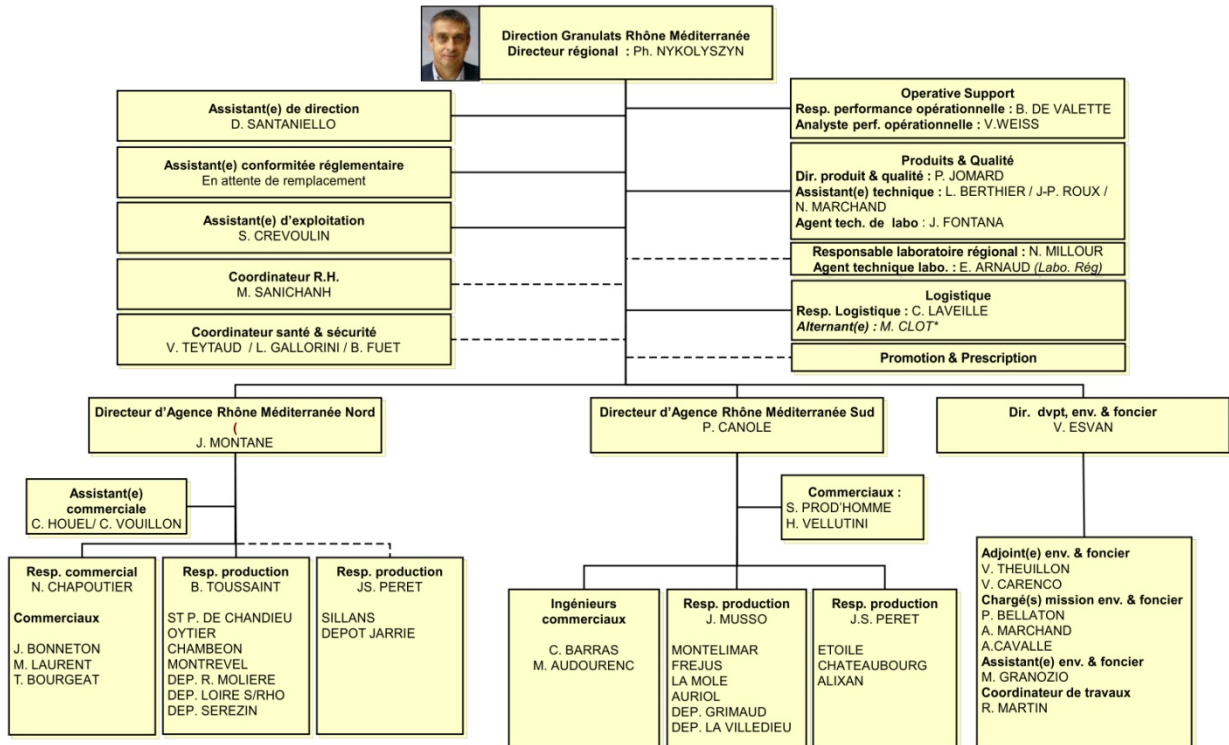 Direction Granulats Rhône Méditerranée
Directeur régional : Ph. NYKOLYSZYN
Assistant(e) de direction
D. SANTANIELLO
Assistant(e) conformitée réglementaire
En attente de remplacement
Assistant(e) d'exploitation
S. CREVOULIN
Coordinateur R.H.
M. SANICHANH
Coordinateur santé & sécurité
V. TEYTAUD / L. GALLORINI / B. FUET
Operative Support
Resp. performance opérationnelle : B. DE VALETTE
Analyste perf. opérationnelle : V.WEISS
Produits & Qualité
Dir. produit & qualité : P. JOMARD
Assistant(e) technique : L. BERTHIER / J-P. ROUX /
N. MARCHAND
Agent tech. de labo : J. FONTANA
Responsable laboratoire régional : N. MILLOUR
Agent technique labo. : E. ARNAUD (Labo. Rég)
Logistique
Resp. Logistique : C. LAVEILLE
Alternant(e) : M. CLOT*
Promotion & Prescription
Directeur d'Agence Rhône Méditerranée Nord
(
J. MONTANE
Assistant(e)
commerciale
C. HOUEL/ C. VOUILLON
Resp. commercial
N. CHAPOUTIER
Commerciaux
J. BONNETON
M. LAURENT
T. BOURGEAT
Resp. production
B. TOUSSAINT
ST P. DE CHANDIEU
OYTIER
CHAMBEON
MONTREVEL
DEP. R. MOLIERE
DEP. LOIRE S/RHO
DEP. SEREZIN
Resp. production
JS. PERET
SILLANS
DEPOT JARRIE
Directeur d'Agence Rhône Méditerranée Sud
P. CANOLE
Commerciaux :
S. PROD'HOMME
H. VELLUTINI
Ingénieurs
commerciaux
C. BARRAS
M. AUDOURENC
Resp. production
J. MUSSO
MONTELIMAR
FREJUS
LA MOLE
AURIOL
DEP. GRIMAUD
DEP. LA VILLEDIEU
Resp. production
J.S. PERET
ETOILE
CHATEAUBOURG
ALIXAN
Dir. dvpt, env. & foncier
V. ESVAN
Adjoint(e) env. & foncier
V. THEUILLON
V. CARENCO
Chargé(s) mission env. & foncier
P. BELLATON
A. MARCHAND
A.CAVALLE
Assistant(e) env. & foncier
M. GRANOZIO
Coordinateur de travaux
R. MARTIN